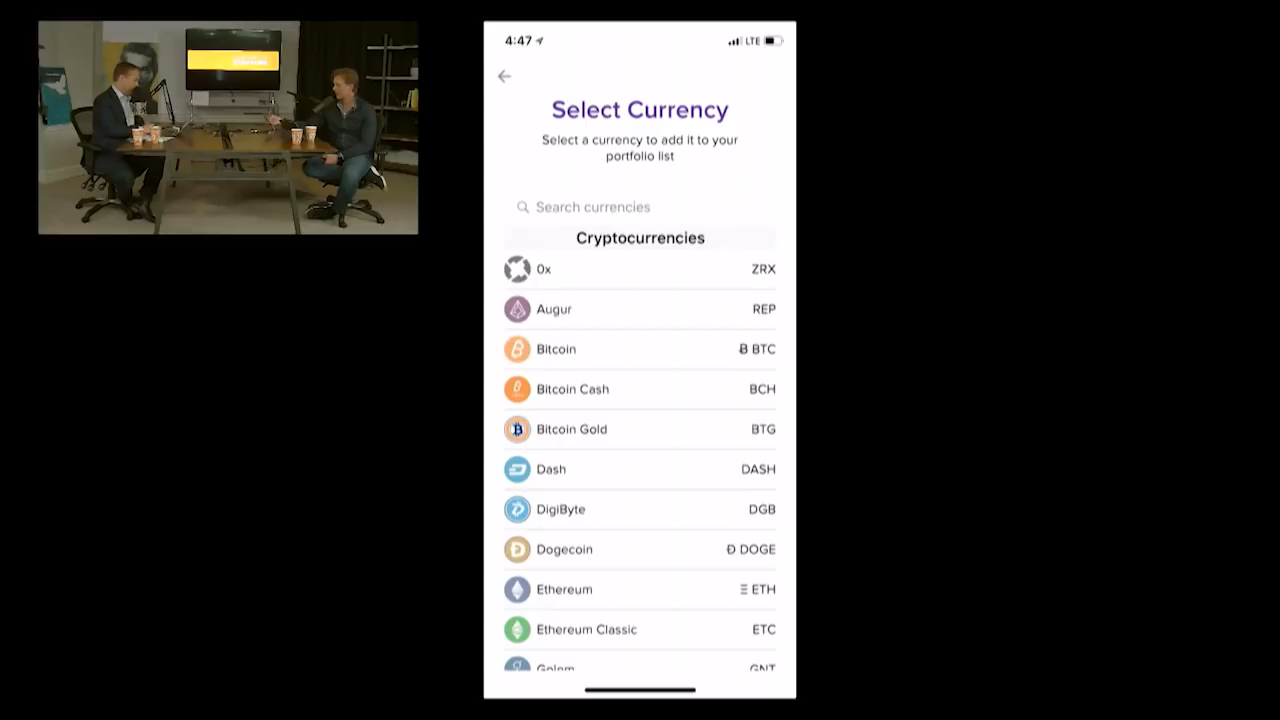 4:47
LTE
Select Currency
Select a currency to add it to your
portfolio list
Search currencies
Cryptocurrencies
0x ZRX
Augur REP
Bitcoin Ƀ BTC
Bitcoin Cash BCH
Bitcoin Gold BTG
Dash DASH
DigiByte DGB
Dogecoin Ð DOGE
Ethereum Ξ ETH
Ethereum Classic ETC
Golem GNT